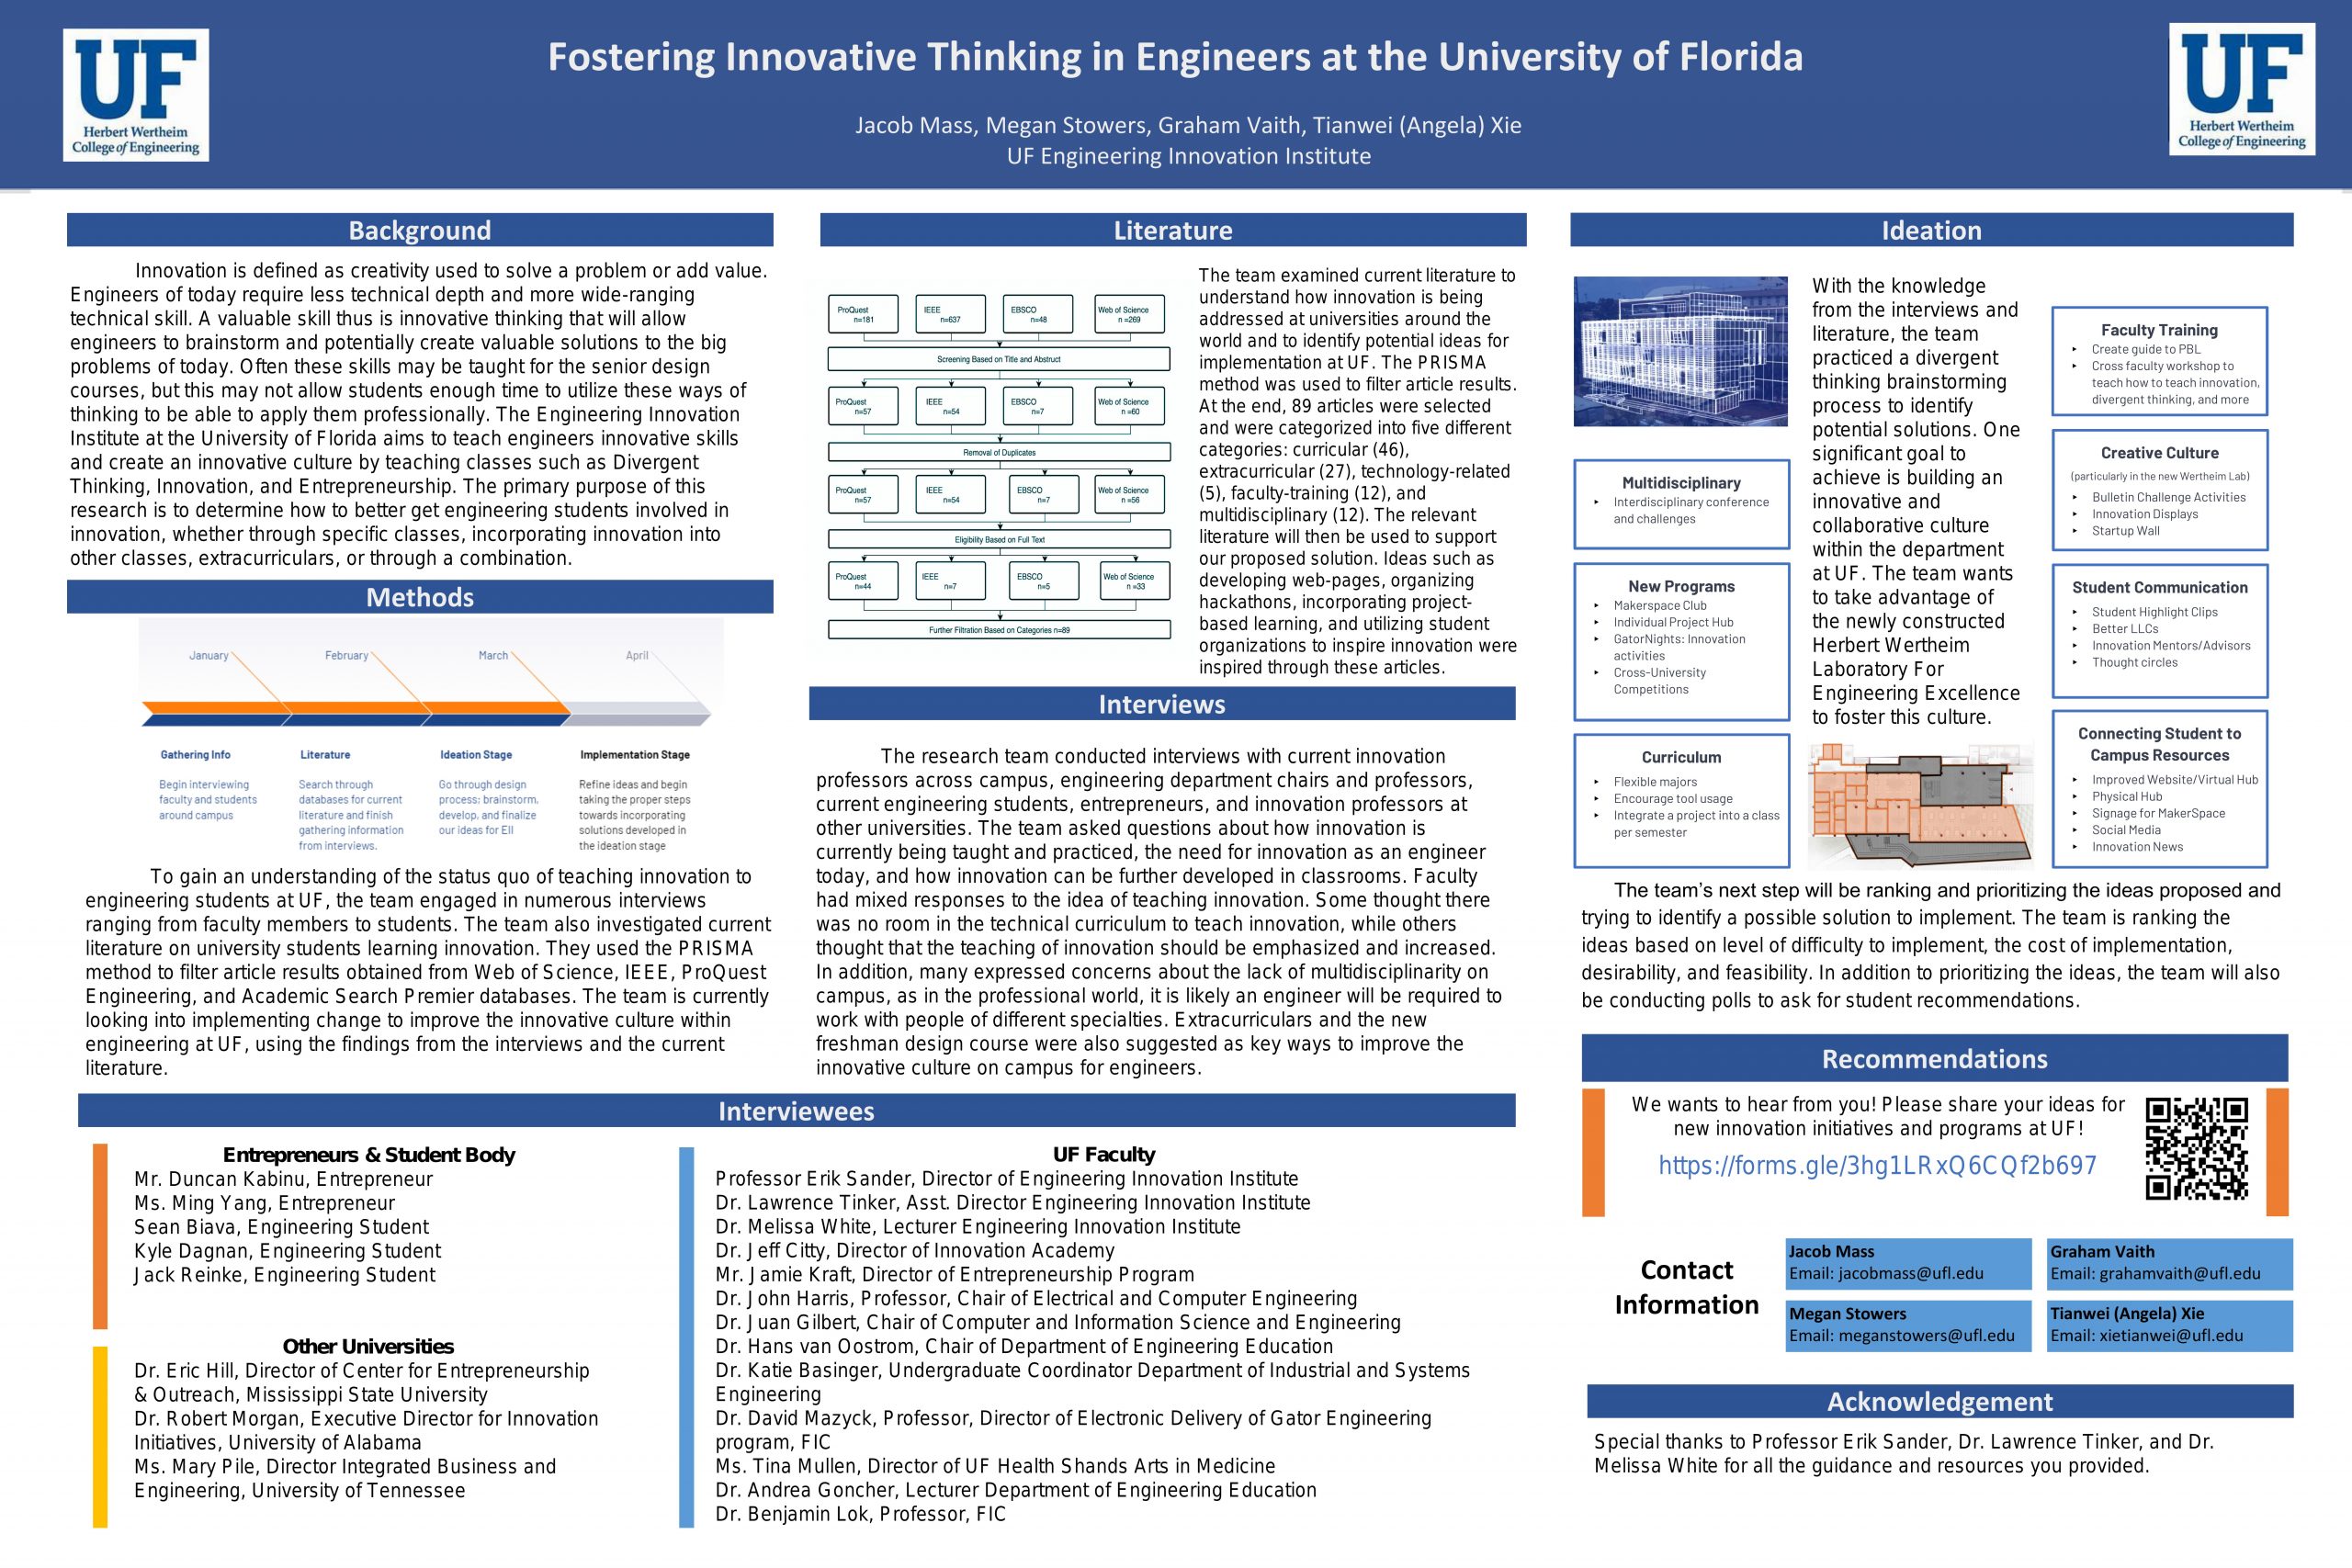 UF
Herbert Wertheim
College of Engineering
Fostering Innovative Thinking in Engineers at the University of Florida
Jacob Mass, Megan Stowers, Graham Vaith, Tianwei (Angela) Xie
UF Engineering Innovation Institute
UF
Herbert Wertheim
College of Engineering
Background
Innovation is defined as creativity used to solve a problem or add value.
Engineers of today require less technical depth and more wide-ranging
technical skill. A valuable skill thus is innovative thinking that will allow
engineers to brainstorm and potentially create valuable solutions to the big
problems of today. Often these skills may be taught for the senior design
courses, but this may not allow students enough time to utilize these ways of
thinking to be able to apply them professionally. The Engineering Innovation
Institute at the University of Florida aims to teach engineers innovative skills
and create an innovative culture by teaching classes such as Divergent
Thinking, Innovation, and Entrepreneurship. The primary purpose of this
research is to determine how to better get engineering students involved in
innovation, whether through specific classes, incorporating innovation into
other classes, extracurriculars, or through a combination.
Methods
January February March April
Gathering Info
Begin interviewing
faculty and students
around campus
Literature
Search through
databases for current
literature and finish
gathering information
from interviews.
Ideation Stage
Go through design
process: brainstorm,
develop, and finalize
our ideas for EII
Implementation Stage
Refine ideas and begin
taking the proper steps
towards incorporating
solutions developed in
the ideation stage
To gain an understanding of the status quo of teaching innovation to
engineering students at UF, the team engaged in numerous interviews
ranging from faculty members to students. The team also investigated current
literature on university students learning innovation. They used the PRISMA
method to filter article results obtained from Web of Science, IEEE, ProQuest
Engineering, and Academic Search Premier databases. The team is currently
looking into implementing change to improve the innovative culture within
engineering at UF, using the findings from the interviews and the current
literature.
Literature
ProQuest n=181
IEEE n=637
EBSCO n=48
Web of Science n =269
Screening Based on Title and Abstract
ProQuest n=57
IEEE n=54
EBSCO n=7
Web of Science n =60
Removal of Duplicates
ProQuest n=57
IEEE n=54
EBSCO n=7
Web of Science n =56
Eligibility Based on Full Text
ProQuest n=44
IEEE n=7
EBSCO n=5
Web of Science n =33
Further Filtration Based on Categories n=89
The team examined current literature to
understand how innovation is being
addressed at universities around the
world and to identify potential ideas for
implementation at UF. The PRISMA
method was used to filter article results.
At the end, 89 articles were selected
and were categorized into five different
categories: curricular (46),
extracurricular (27), technology-related
(5), faculty-training (12), and
multidisciplinary (12). The relevant
literature will then be used to support
our proposed solution. Ideas such as
developing web-pages, organizing
hackathons, incorporating project-
based learning, and utilizing student
organizations to inspire innovation were
inspired through these articles.
Interviews
The research team conducted interviews with current innovation
professors across campus, engineering department chairs and professors,
current engineering students, entrepreneurs, and innovation professors at
other universities. The team asked questions about how innovation is
currently being taught and practiced, the need for innovation as an engineer
today, and how innovation can be further developed in classrooms. Faculty
had mixed responses to the idea of teaching innovation. Some thought there
was no room in the technical curriculum to teach innovation, while others
thought that the teaching of innovation should be emphasized and increased.
In addition, many expressed concerns about the lack of multidisciplinarity on
campus, as in the professional world, it is likely an engineer will be required to
work with people of different specialties. Extracurriculars and the new
freshman design course were also suggested as key ways to improve the
innovative culture on campus for engineers.
Interviewees
Entrepreneurs & Student Body
Mr. Duncan Kabinu, Entrepreneur
Ms. Ming Yang, Entrepreneur
Sean Biava, Engineering Student
Kyle Dagnan, Engineering Student
Jack Reinke, Engineering Student
Other Universities
Dr. Eric Hill, Director of Center for Entrepreneurship
& Outreach, Mississippi State University
Dr. Robert Morgan, Executive Director for Innovation
Initiatives, University of Alabama
Ms. Mary Pile, Director Integrated Business and
Engineering, University of Tennessee
UF Faculty
Professor Erik Sander, Director of Engineering Innovation Institute
Dr. Lawrence Tinker, Asst. Director Engineering Innovation Institute
Dr. Melissa White, Lecturer Engineering Innovation Institute
Dr. Jeff Citty, Director of Innovation Academy
Mr. Jamie Kraft, Director of Entrepreneurship Program
Dr. John Harris, Professor, Chair of Electrical and Computer Engineering
Dr. Juan Gilbert, Chair of Computer and Information Science and Engineering
Dr. Hans van Oostrom, Chair of Department of Engineering Education
Dr. Katie Basinger, Undergraduate Coordinator Department of Industrial and Systems
Engineering
Dr. David Mazyck, Professor, Director of Electronic Delivery of Gator Engineering
program, FIC
Ms. Tina Mullen, Director of UF Health Shands Arts in Medicine
Dr. Andrea Goncher, Lecturer Department of Engineering Education
Dr. Benjamin Lok, Professor, FIC
Ideation
Multidisciplinary
‣ Interdisciplinary conference
and challenges
New Programs
‣ Makerspace Club
‣ Individual Project Hub
‣ GatorNights: Innovation
activities
‣ Cross-University
Competitions
Curriculum
‣ Flexible majors
‣ Encourage tool usage
‣ Integrate a project into a class
per semester
With the knowledge
from the interviews and
literature, the team
practiced a divergent
thinking brainstorming
process to identify
potential solutions. One
significant goal to
achieve is building an
innovative and
collaborative culture
within the department
at UF. The team wants
to take advantage of
the newly constructed
Herbert Wertheim
Laboratory For
Engineering Excellence
to foster this culture.
Faculty Training
‣ Create guide to PBL
‣ Cross faculty workshop to
teach how to teach innovation,
divergent thinking, and more
Creative Culture
(particularly in the new Wertheim Lab)
‣ Bulletin Challenge Activities
‣ Innovation Displays
‣ Startup Wall
Student Communication
‣ Student Highlight Clips
‣ Better LLCs
‣ Innovation Mentors/Advisors
‣ Thought circles
Connecting Student to
Campus Resources
‣ Improved Website/Virtual Hub
‣ Physical Hub
‣ Signage for MakerSpace
‣ Social Media
‣ Innovation News
The team's next step will be ranking and prioritizing the ideas proposed and
trying to identify a possible solution to implement. The team is ranking the
ideas based on level of difficulty to implement, the cost of implementation,
desirability, and feasibility. In addition to prioritizing the ideas, the team will also
be conducting polls to ask for student recommendations.
Recommendations
We wants to hear from you! Please share your ideas for
new innovation initiatives and programs at UF!
https://forms.gle/3hg1LRxQ6CQf2b697
Contact
Information
Jacob Mass
Email: jacobmass@ufl.edu
Graham Vaith
Email: grahamvaith@ufl.edu
Megan Stowers
Email: meganstowers@ufl.edu
Tianwei (Angela) Xie
Email: xietianwei@ufl.edu
Acknowledgement
Special thanks to Professor Erik Sander, Dr. Lawrence Tinker, and Dr.
Melissa White for all the guidance and resources you provided.